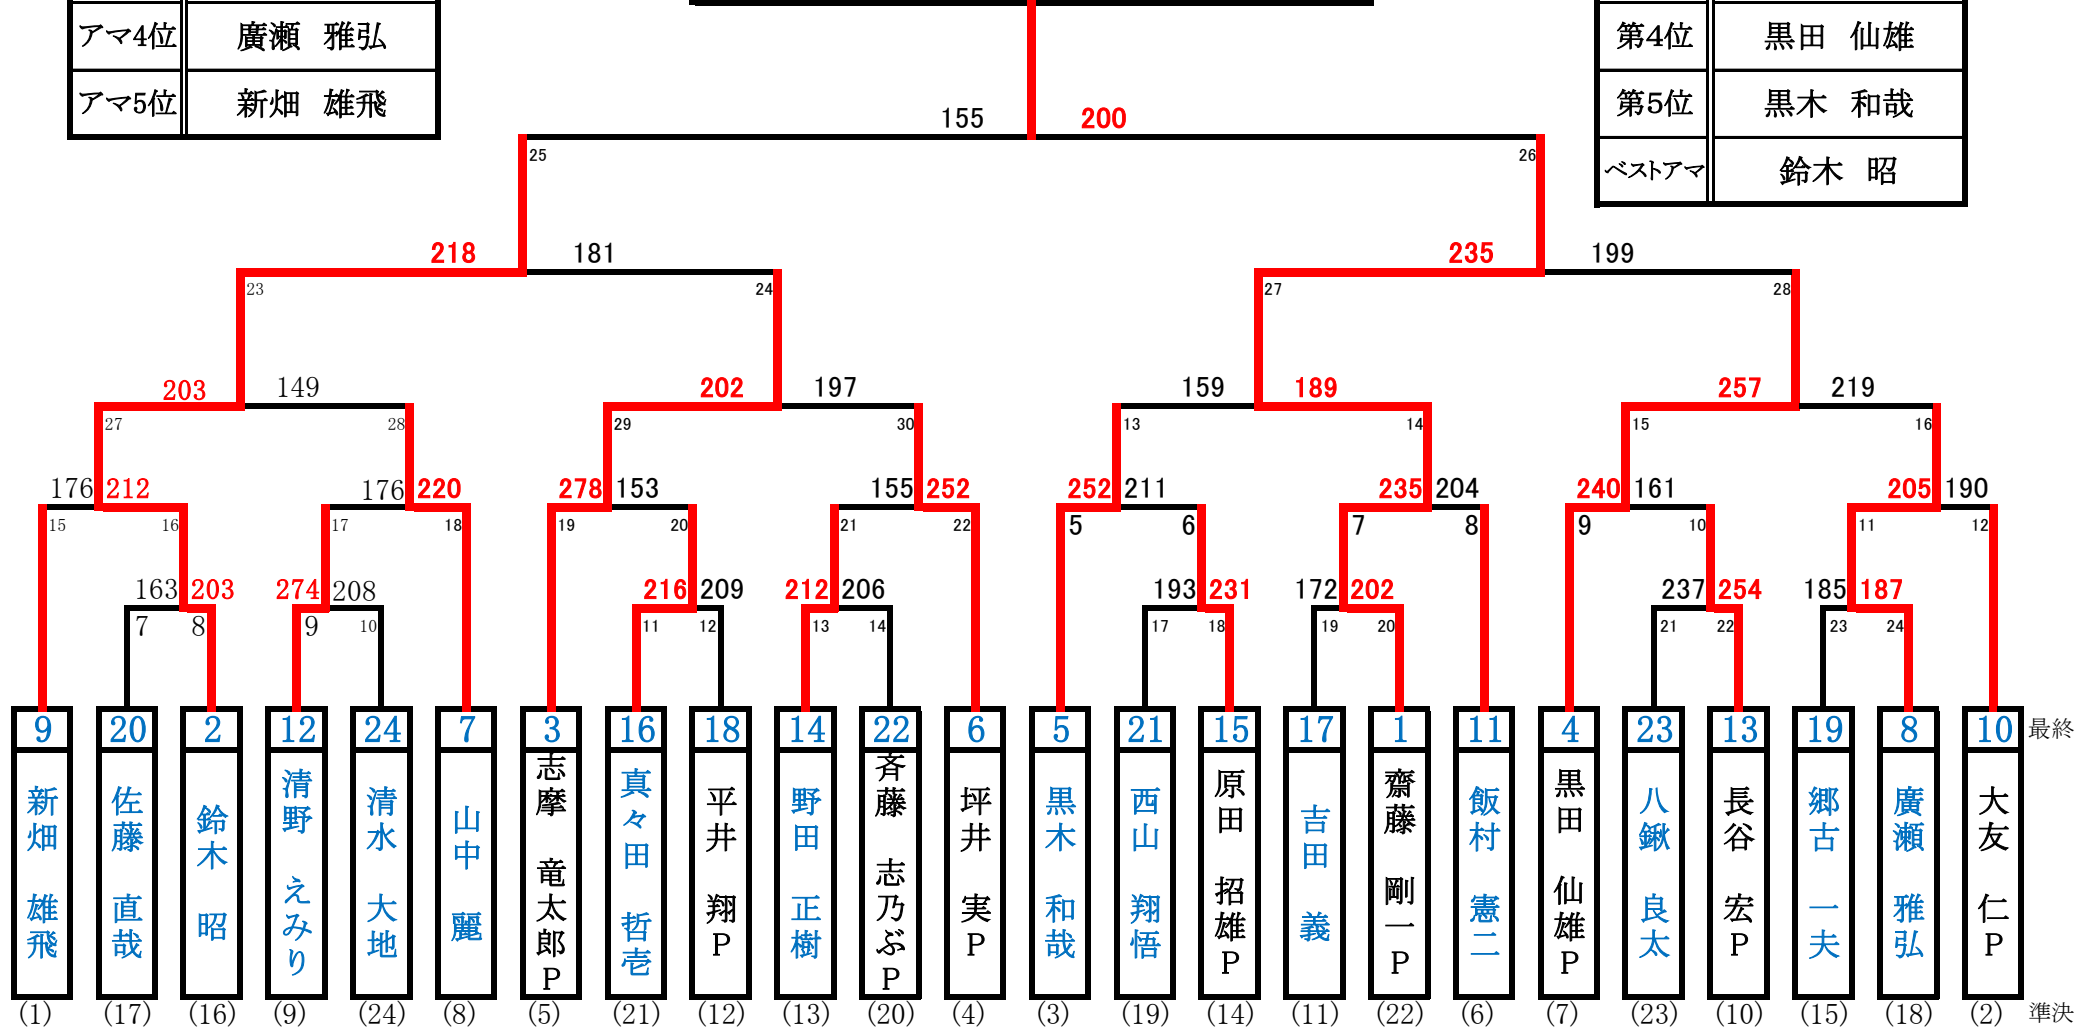 アマ4位 廣瀬 雅弘 第4位 黒田 仙雄
アマ5位 新畑 雄飛 第5位 黒木 和哉
155 200
ベストアマ 鈴木 昭
25 26
218 181 235 199
23 24 27 28
203 149 202 197 159 189 257 219
27 28 29 30 13 14 15 16
176 212 176 220 278 153 155 252 252 211 235 204 240 161 205 190
15 16 17 18 19 20 21 22 5 6 7 8 9 10 11 12
163 203 274 208 216 209 212 206 193 231 172 202 237 254 185 187
7 8 9 10 11 12 13 14 17 18 19 20 21 22 23 24
9 20 2 12 24 7 3 16 18 14 22 6 5 21 15 17 1 11 4 23 13 19 8 10 最終
新畑 雄飛
佐藤 直哉
鈴木 昭
清野 えみり
清水 大地
山中 麗
志摩 竜太郎P
真々田 哲壱
平井 翔P
野田 正樹
斉藤 志乃ぶP
坪井 実P
黒木 和哉
西山 翔悟
原田 招雄P
吉田 義
齋藤 剛一P
飯村 憲二
黒田 仙雄P
八鍬 良太
長谷 宏P
郷古 一夫
廣瀬 雅弘
大友 仁P
(1) (17) (16) (9) (24) (8) (5) (21) (12) (13) (20) (4) (3) (19) (14) (11) (22) (6) (7) (23) (10) (15) (18) (2) 準決